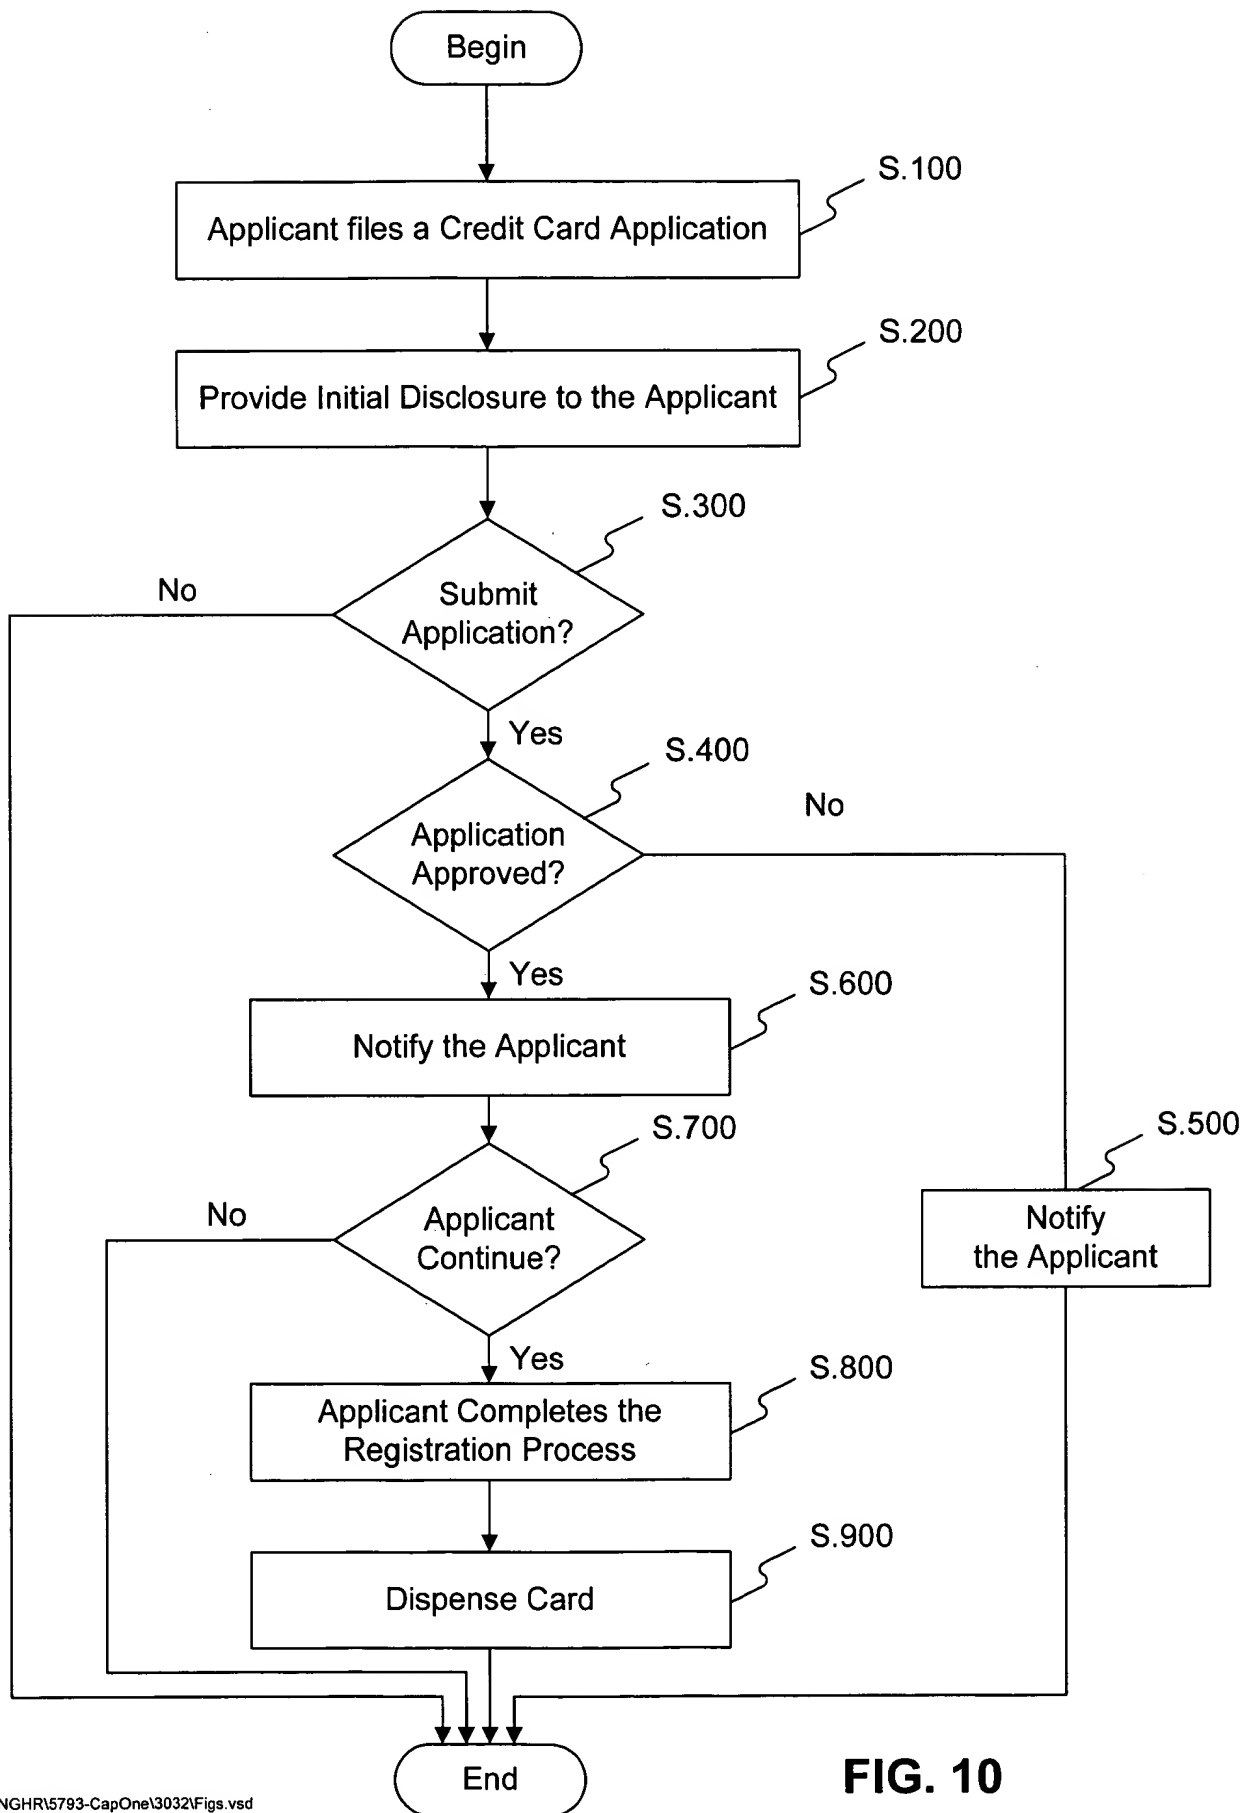 Begin
S.100
Applicant files a Credit Card Application
S.200
Provide Initial Disclosure to the Applicant
S.300
No
Submit
Application?
Yes
S.400
No
Application
Approved?
Yes
S.600
Notify the Applicant
S.700
S.500
No
Applicant
Continue?
Notify
the Applicant
Yes
S.800
Applicant Completes the
Registration Process
S.900
Dispense Card
End
FIG. 10
NGHR\5793-CapOne\3032\Figs.vsd